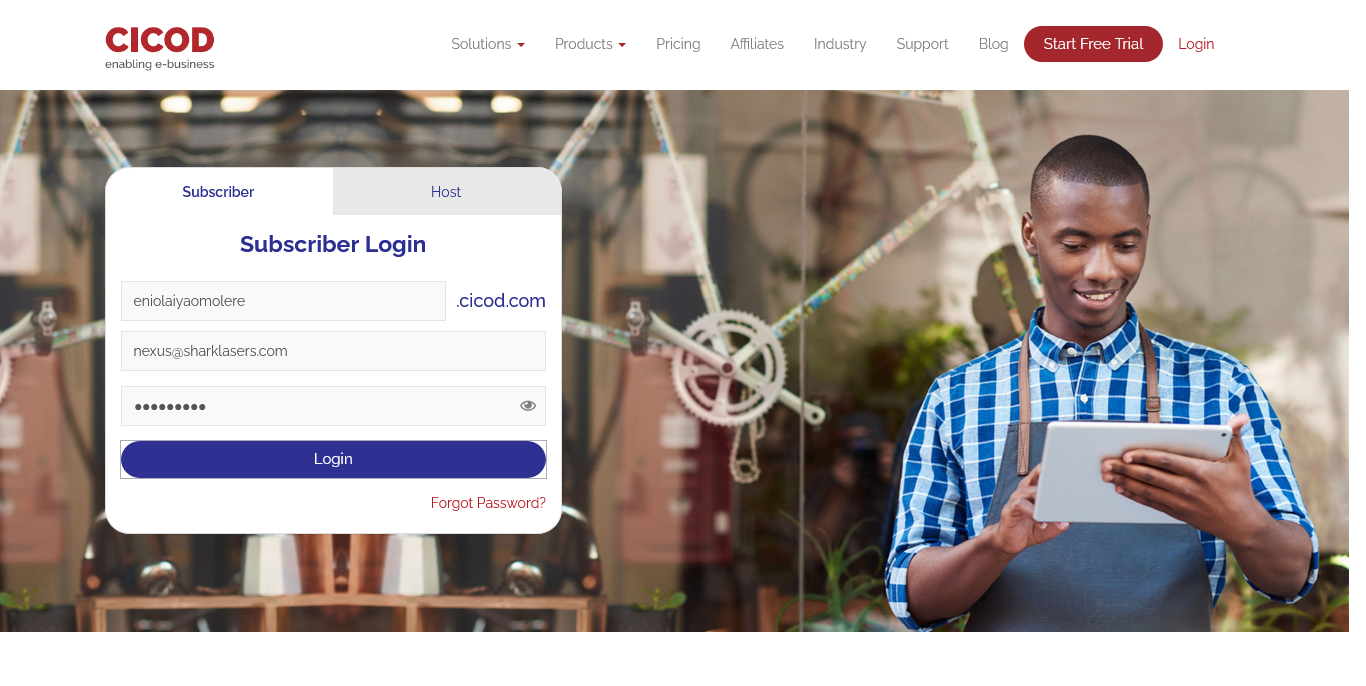 CICOD
enabling e-business
Solutions Products Pricing Affiliates Industry Support Blog Start Free Trial Login
Subscriber Host
Subscriber Login
eniolaiyaomolere .cicod.com
nexus@sharklasers.com
•••••••••
Login
Forgot Password?